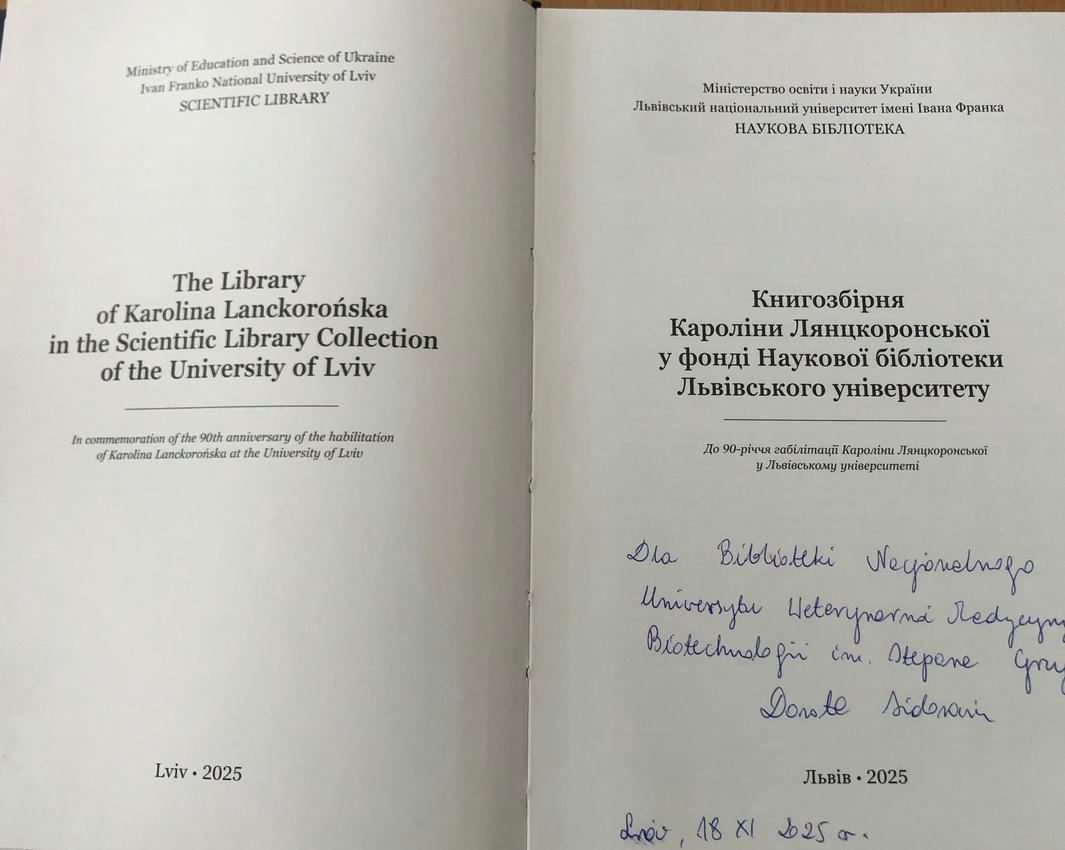 Ministry of Education and Science of Ukraine
Ivan Franko National University of Lviv
SCIENTIFIC LIBRARY
The Library
of Karolina Lanckorońska
in the Scientific Library Collection
of the University of Lviv
In commemoration of the 90th anniversary of the habilitation
of Karolina Lanckorońska at the University of Lviv
Lviv • 2025
Міністерство освіти і науки України
Львівський національний університет імені Івана Франка
НАУКОВА БІБЛІОТЕКА
Книгозбірня
Кароліни Лянцкоронської
у фонді Наукової бібліотеки
Львівського університету
До 90-річчя габілітації Кароліни Лянцкоронської
у Львівському університеті
Dla Biblioteki Nacjonalnego
Uniwersytu Weterynarnd
Biotechnologii im. Stepana
Dorota
Львів • 2025
Lwów, 18 XI 2025 r.